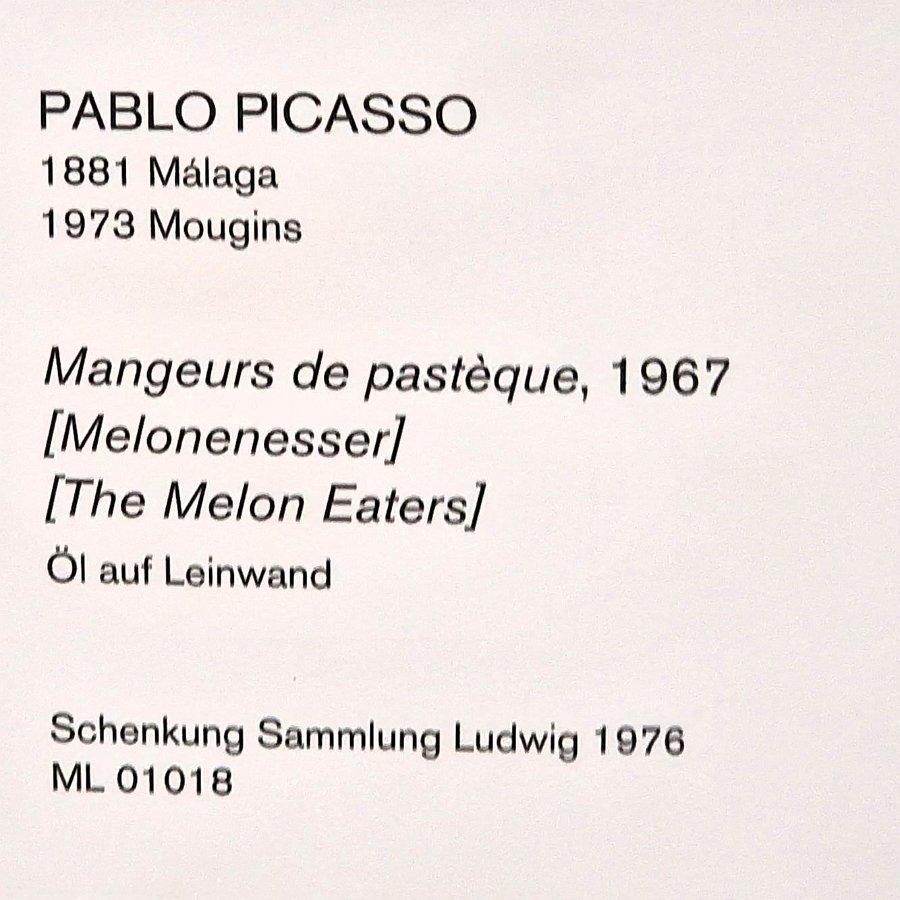 PABLO PICASSO
1881 Málaga
1973 Mougins
Mangeurs de pastèque, 1967
[Melonenesser]
[The Melon Eaters]
Öl auf Leinwand
Schenkung Sammlung Ludwig 1976
ML 01018